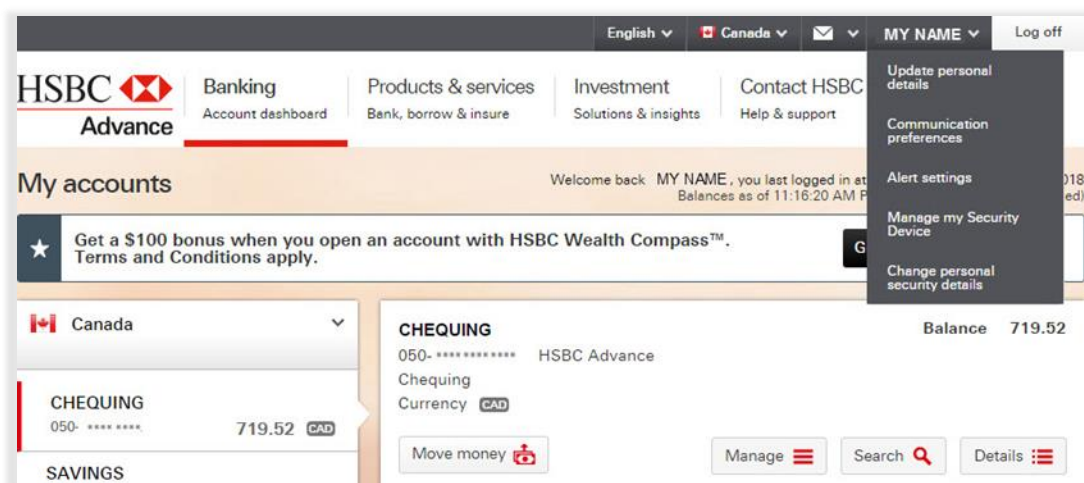 English Canada MY NAME Log off
Update personal
details
Communication
preferences
Alert settings
Manage my Security
Device
Change personal
security details
HSBC
Advance
Banking
Account dashboard
Products & services
Bank, borrow & insure
Investment
Solutions & insights
Contact HSBC
Help & support
My accounts
Welcome back MY NAME, you last logged in at
Balances as of 11:16:20 AM
Get a $100 bonus when you open an account with HSBC Wealth Compass™.
Terms and Conditions apply.
G
Canada
CHEQUING
050- **** ****.
719.52 CAD
SAVINGS
CHEQUING
Balance 719.52
050- ************ HSBC Advance
Chequing
Currency CAD
Move money
Manage
Search
Details